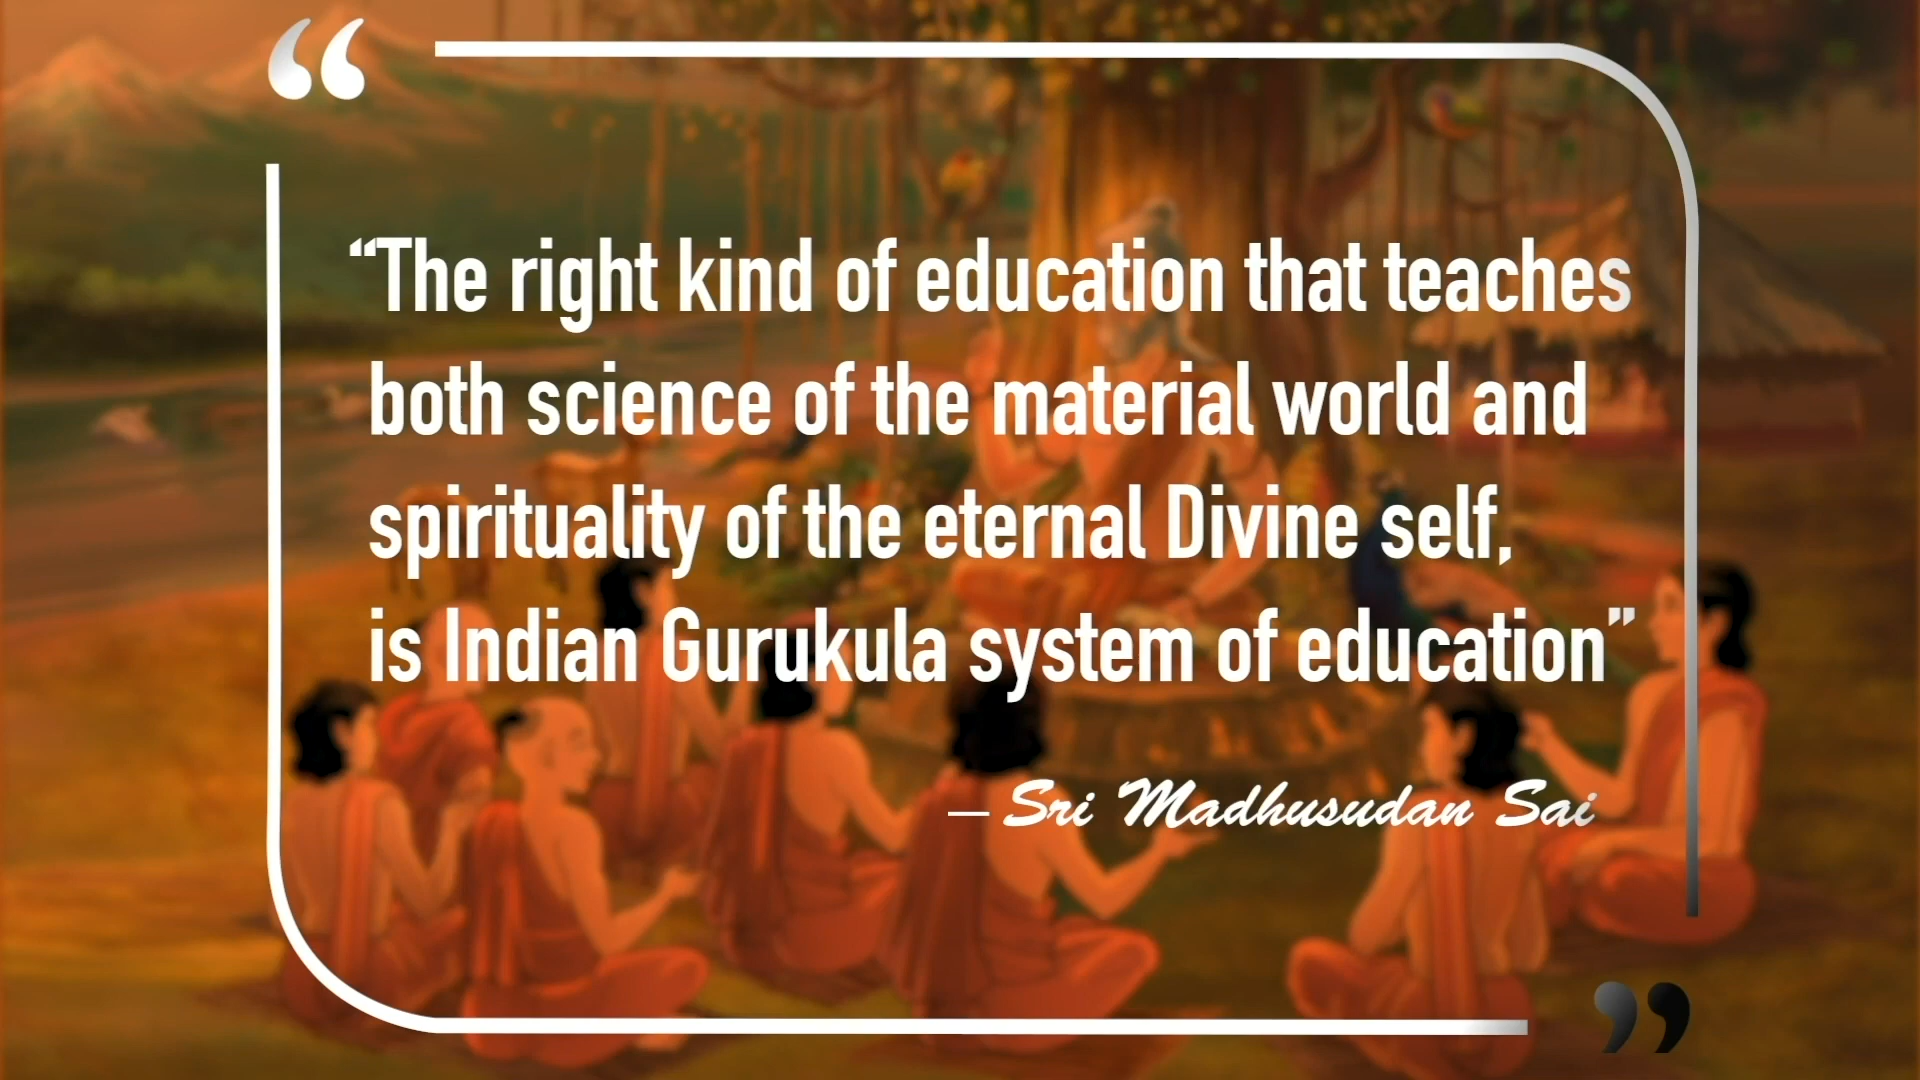 “The right kind of education that teaches
both science of the material world and
spirituality of the eternal Divine self,
is Indian Gurukula system of education”
— Sri Madhusudan Sai